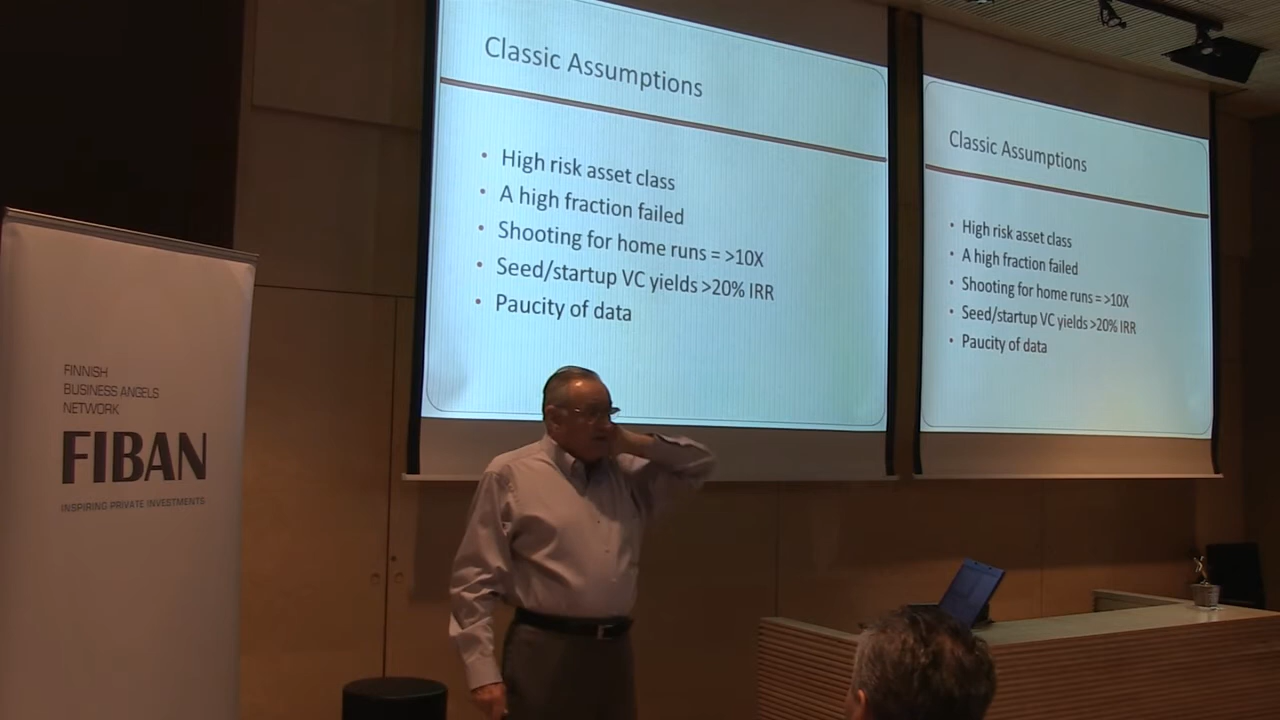 FINNISH
BUSINESS ANGELS
NETWORK
FIBAN
INSPIRING PRIVATE INVESTMENTS
Classic Assumptions
• High risk asset class
• A high fraction failed
• Shooting for home runs = >10X
• Seed/startup VC yields >20% IRR
• Paucity of data
Classic Assumptions
• High risk asset class
• A high fraction failed
• Shooting for home runs = >10X
• Seed/startup VC yields >20% IRR
• Paucity of data